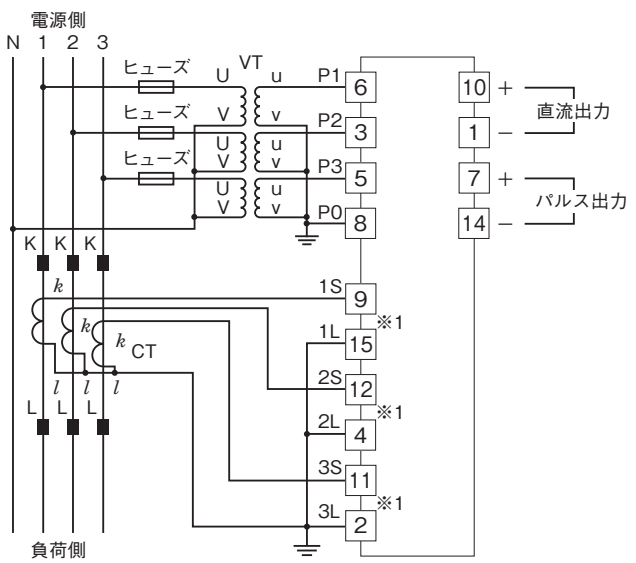 電源側
N 1 2 3
ヒューズ U VT u P1 6 10 +
直流出力
V v P2
ヒューズ U u 3 1 −
V v P3
ヒューズ U u 5 7 +
パルス出力
V v P0 8 14 −
K K K
k 1S 9
※1
k 1L 15
k CT
2S 12
l l l
※1
L L L 2L 4
3S 11
※1
3L 2
負荷側